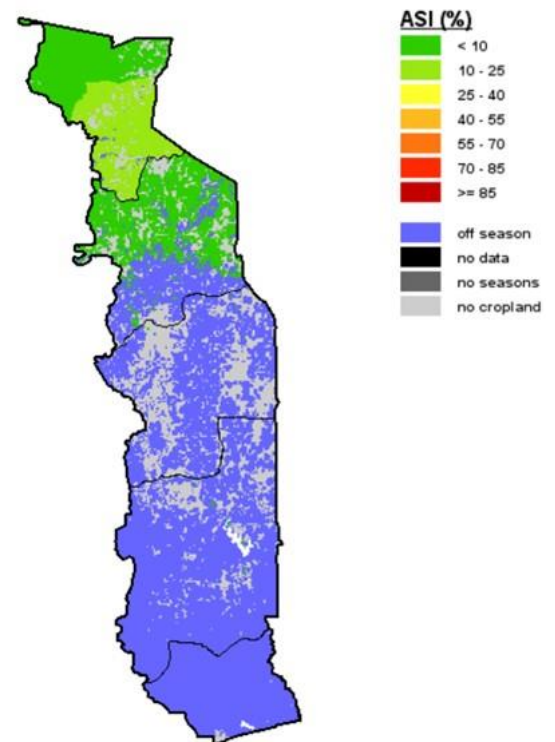 ASI (%)
< 10
10 - 25
25 - 40
40 - 55
55 - 70
70 - 85
>= 85
off season
no data
no seasons
no cropland